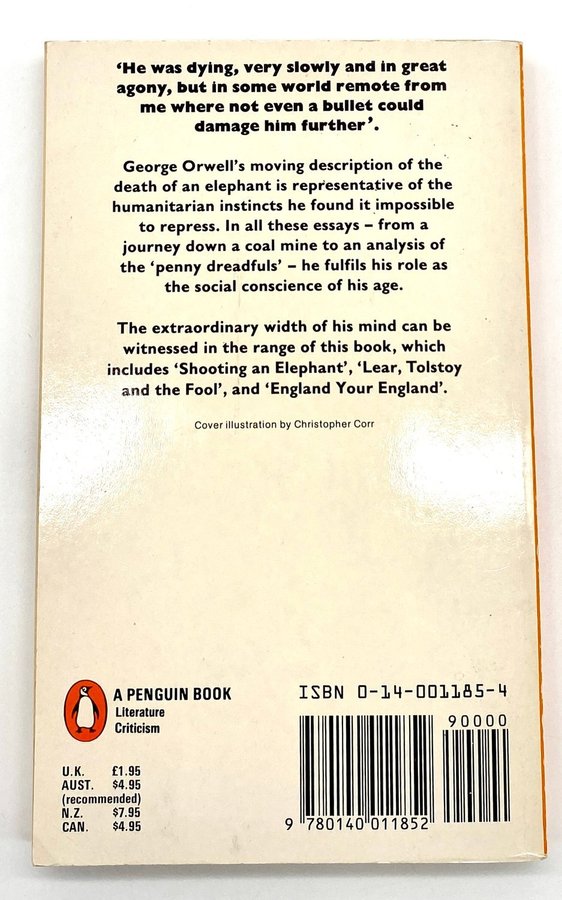 ‘He was dying, very slowly and in great
agony, but in some world remote from
me where not even a bullet could
damage him further’.
George Orwell’s moving description of the
death of an elephant is representative of the
humanitarian instincts he found it impossible
to repress. In all these essays – from a
journey down a coal mine to an analysis of
the ‘penny dreadfuls’ – he fulfils his role as
the social conscience of his age.
The extraordinary width of his mind can be
witnessed in the range of this book, which
includes ‘Shooting an Elephant’, ‘Lear, Tolstoy
and the Fool’, and ‘England Your England’.
Cover illustration by Christopher Corr
A PENGUIN BOOK
Literature
Criticism
U.K. £1.95
AUST. $4.95
(recommended)
N.Z. $7.95
CAN. $4.95
ISBN 0-14-001185-4
90000
9 780140 011852